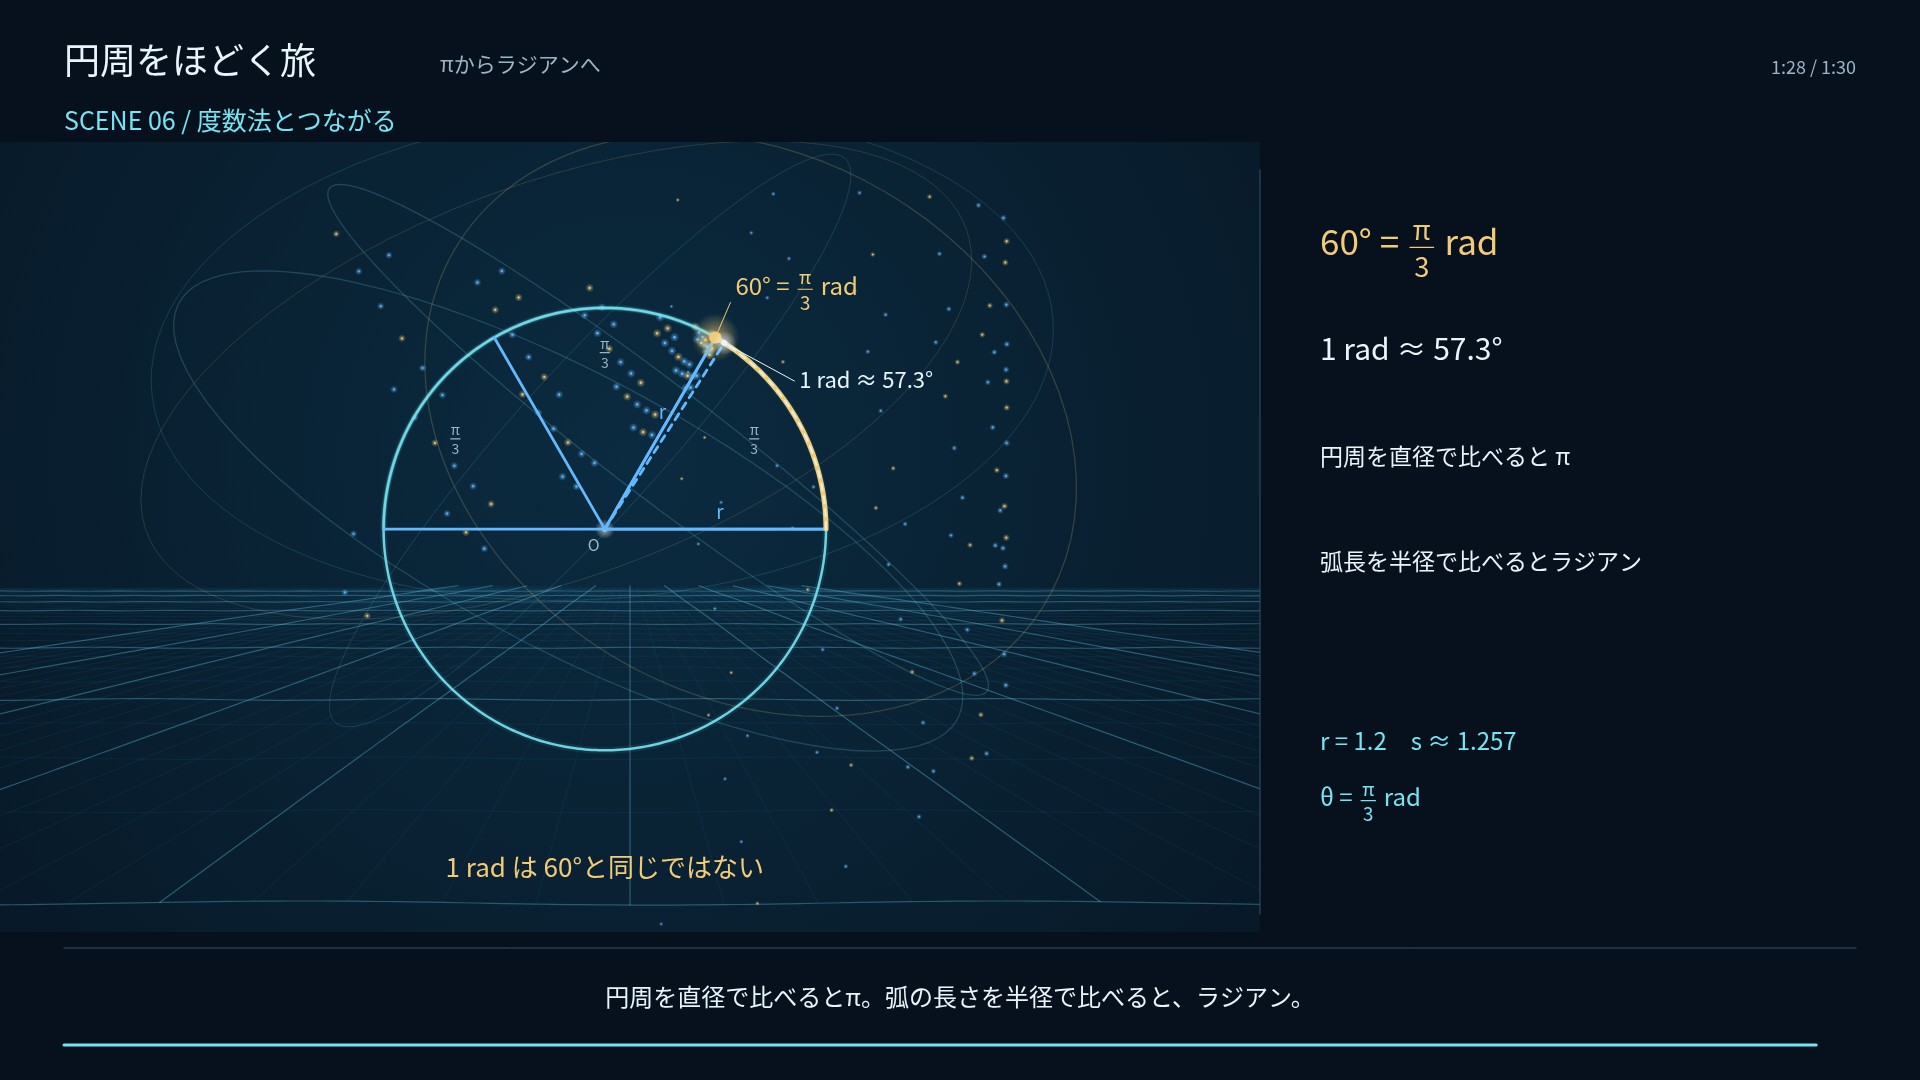 円周をほどく旅
πからラジアンへ
1:28 / 1:30
SCENE 06 / 度数法とつながる
60° = π/3 rad
1 rad ≈ 57.3°
π/3
π/3
π/3
r
r
O
1 rad は 60°と同じではない
60° = π/3 rad
1 rad ≈ 57.3°
円周を直径で比べると π
弧長を半径で比べるとラジアン
r = 1.2 s ≈ 1.257
θ = π/3 rad
円周を直径で比べるとπ。弧の長さを半径で比べると、ラジアン。